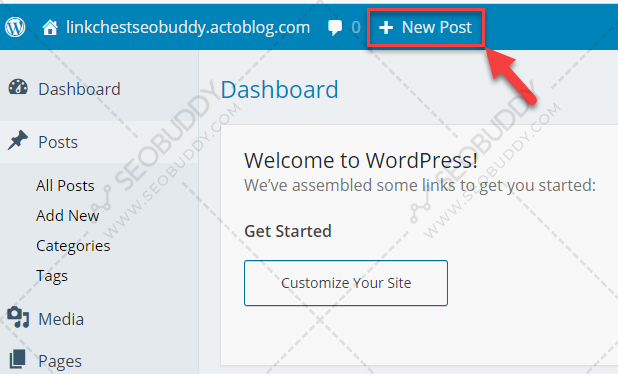 linkchestseobuddy.actoblog.com 0 + New Post
Dashboard
Posts
All Posts
Add New
Categories
Tags
Media
Pages
Dashboard
Welcome to WordPress!
We've assembled some links to get you started:
Get Started
Customize Your Site
SEOBUDDY
WWW.SEOBUDDY.COM
SEOBUDDY
WWW.SEOBUDDY.COM